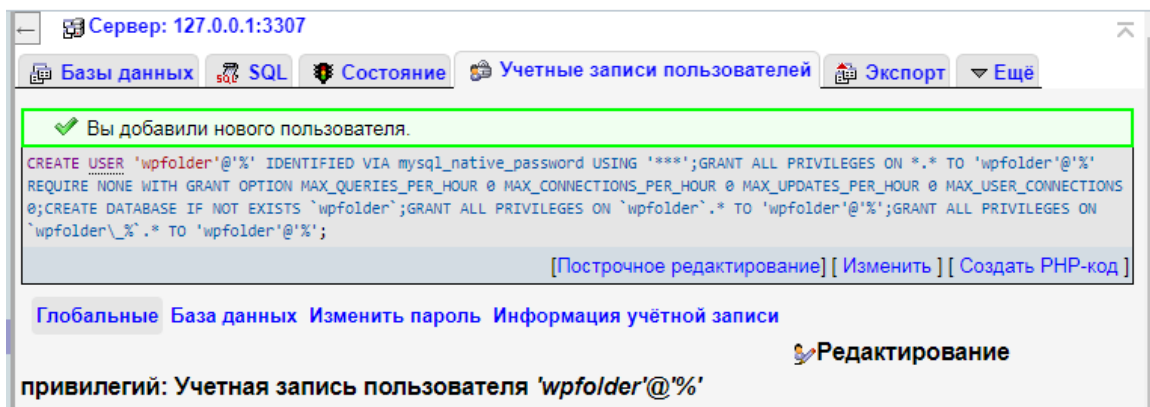 Сервер: 127.0.0.1:3307
Базы данных SQL Состояние Учетные записи пользователей Экспорт Ещё
Вы добавили нового пользователя.
CREATE USER 'wpfolder'@'%' IDENTIFIED VIA mysql_native_password USING '***';GRANT ALL PRIVILEGES ON *.* TO 'wpfolder'@'%'
REQUIRE NONE WITH GRANT OPTION MAX_QUERIES_PER_HOUR 0 MAX_CONNECTIONS_PER_HOUR 0 MAX_UPDATES_PER_HOUR 0 MAX_USER_CONNECTIONS
0;CREATE DATABASE IF NOT EXISTS `wpfolder`;GRANT ALL PRIVILEGES ON `wpfolder`.* TO 'wpfolder'@'%';GRANT ALL PRIVILEGES ON
`wpfolder\_%`.* TO 'wpfolder'@'%';
[Построчное редактирование] [ Изменить ] [ Создать PHP-код ]
Глобальные База данных Изменить пароль Информация учётной записи
Редактирование
привилегий: Учетная запись пользователя 'wpfolder'@'%'